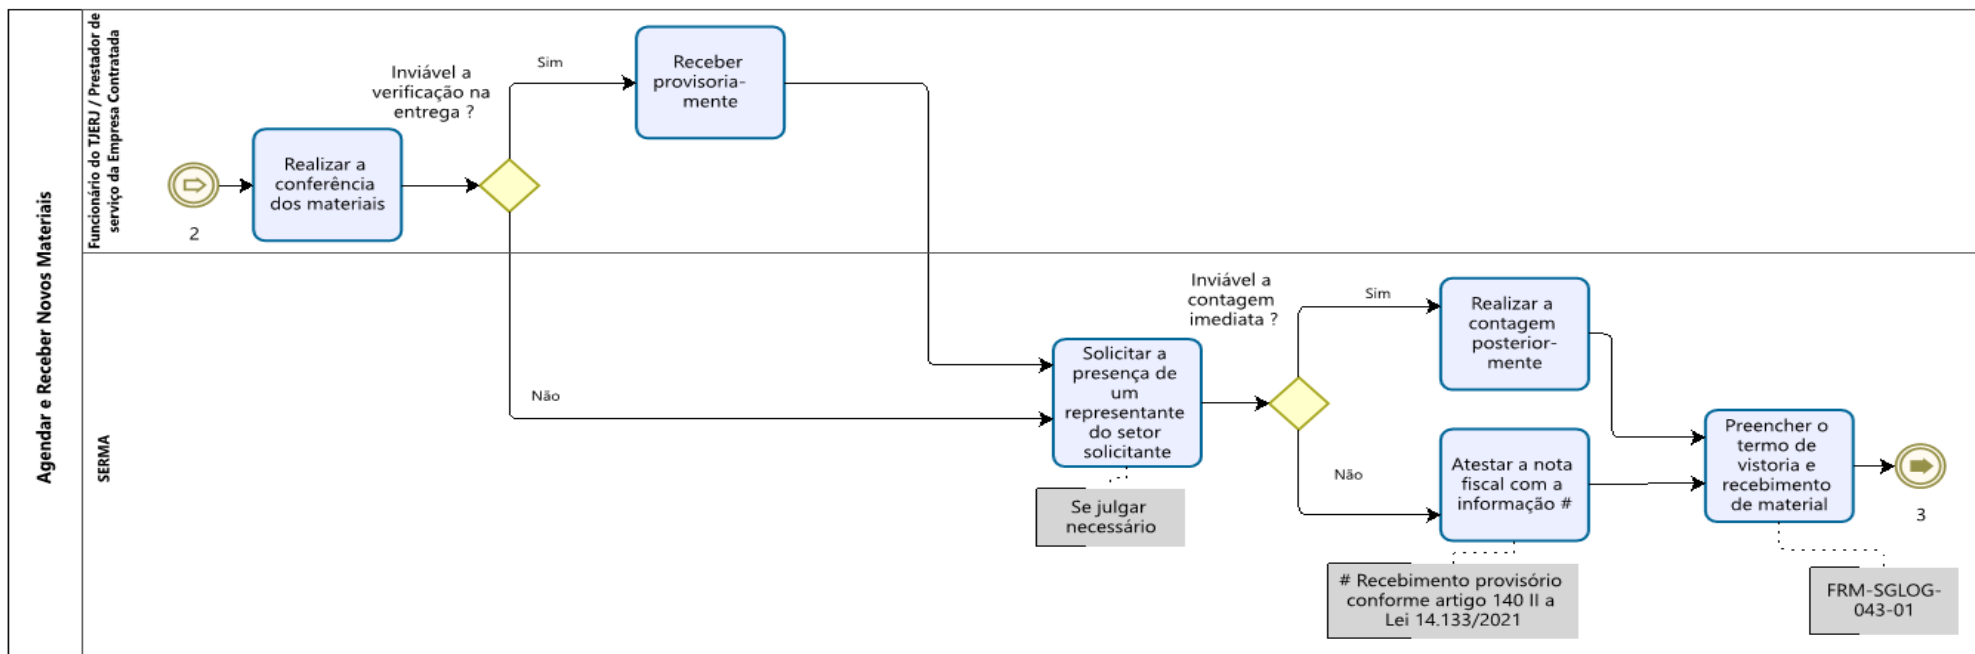 Agendar e Receber Novos Materiais
Funcionário do TJERJ / Prestador de
serviço da Empresa Contratada
2
Realizar a
conferência
dos materiais
Inviável a
verificação na
entrega ?
Sim
Receber
provisoria-
mente
Não
SERMA
Solicitar a
presença de
um
representante
do setor
solicitante
Se julgar
necessário
Inviável a
contagem
imediata ?
Sim
Realizar a
contagem
posterior-
mente
Não
Atestar a nota
fiscal com a
informação #
# Recebimento provisório
conforme artigo 140 II a
Lei 14.133/2021
Preencher o
termo de
vistoria e
recebimento
de material
FRM-SGLOG-
043-01
3